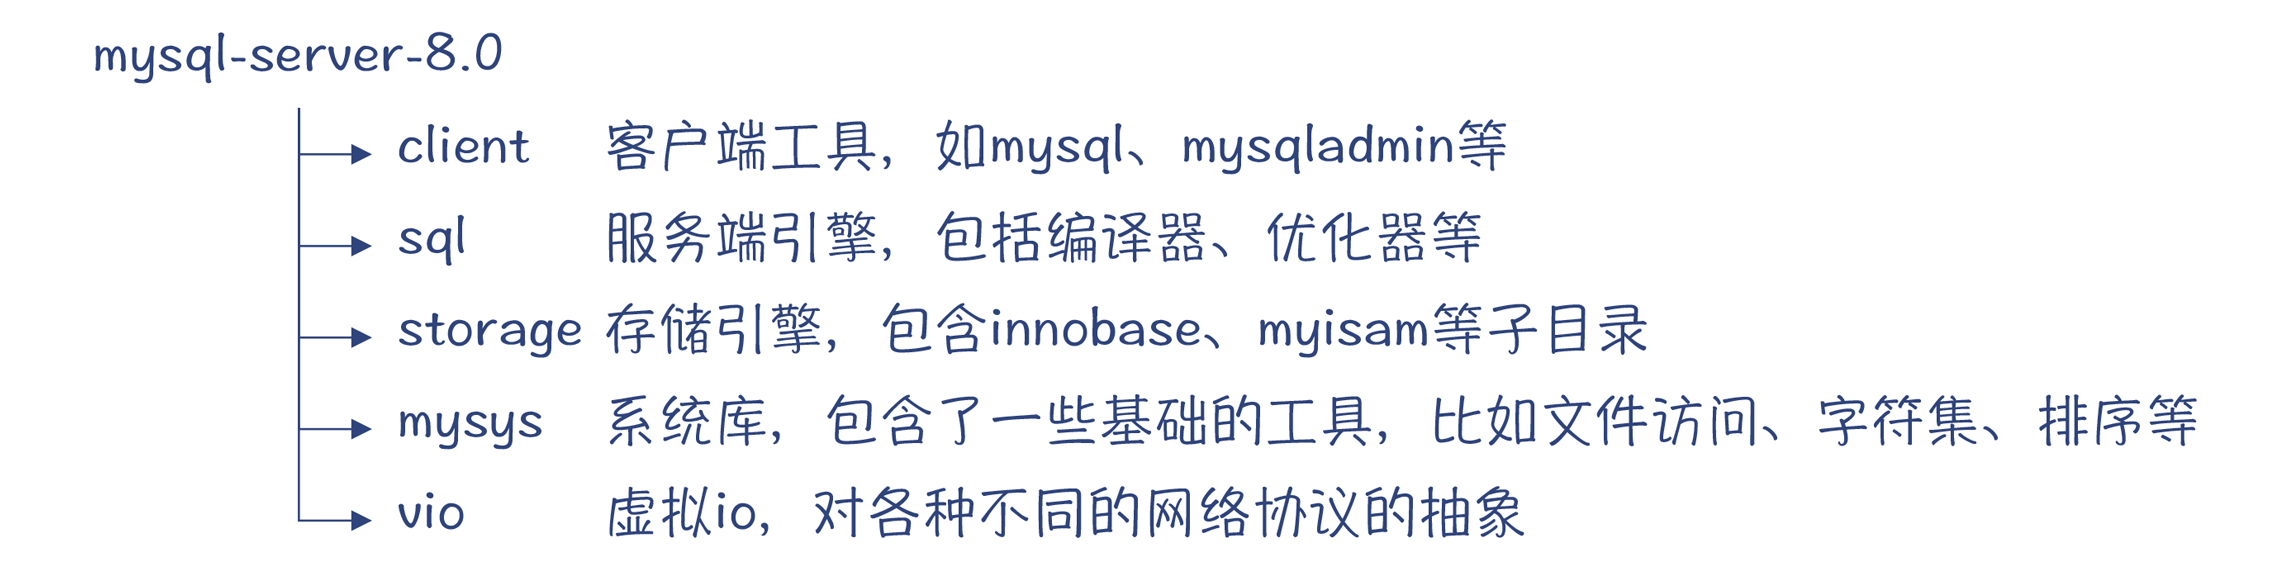 mysql-server-8.0
client 客户端工具，如mysql、mysqladmin等
sql 服务端引擎，包括编译器、优化器等
storage 存储引擎，包含innobase、myisam等子目录
mysys 系统库，包含了一些基础的工具，比如文件访问、字符集、排序等
vio 虚拟io，对各种不同的网络协议的抽象